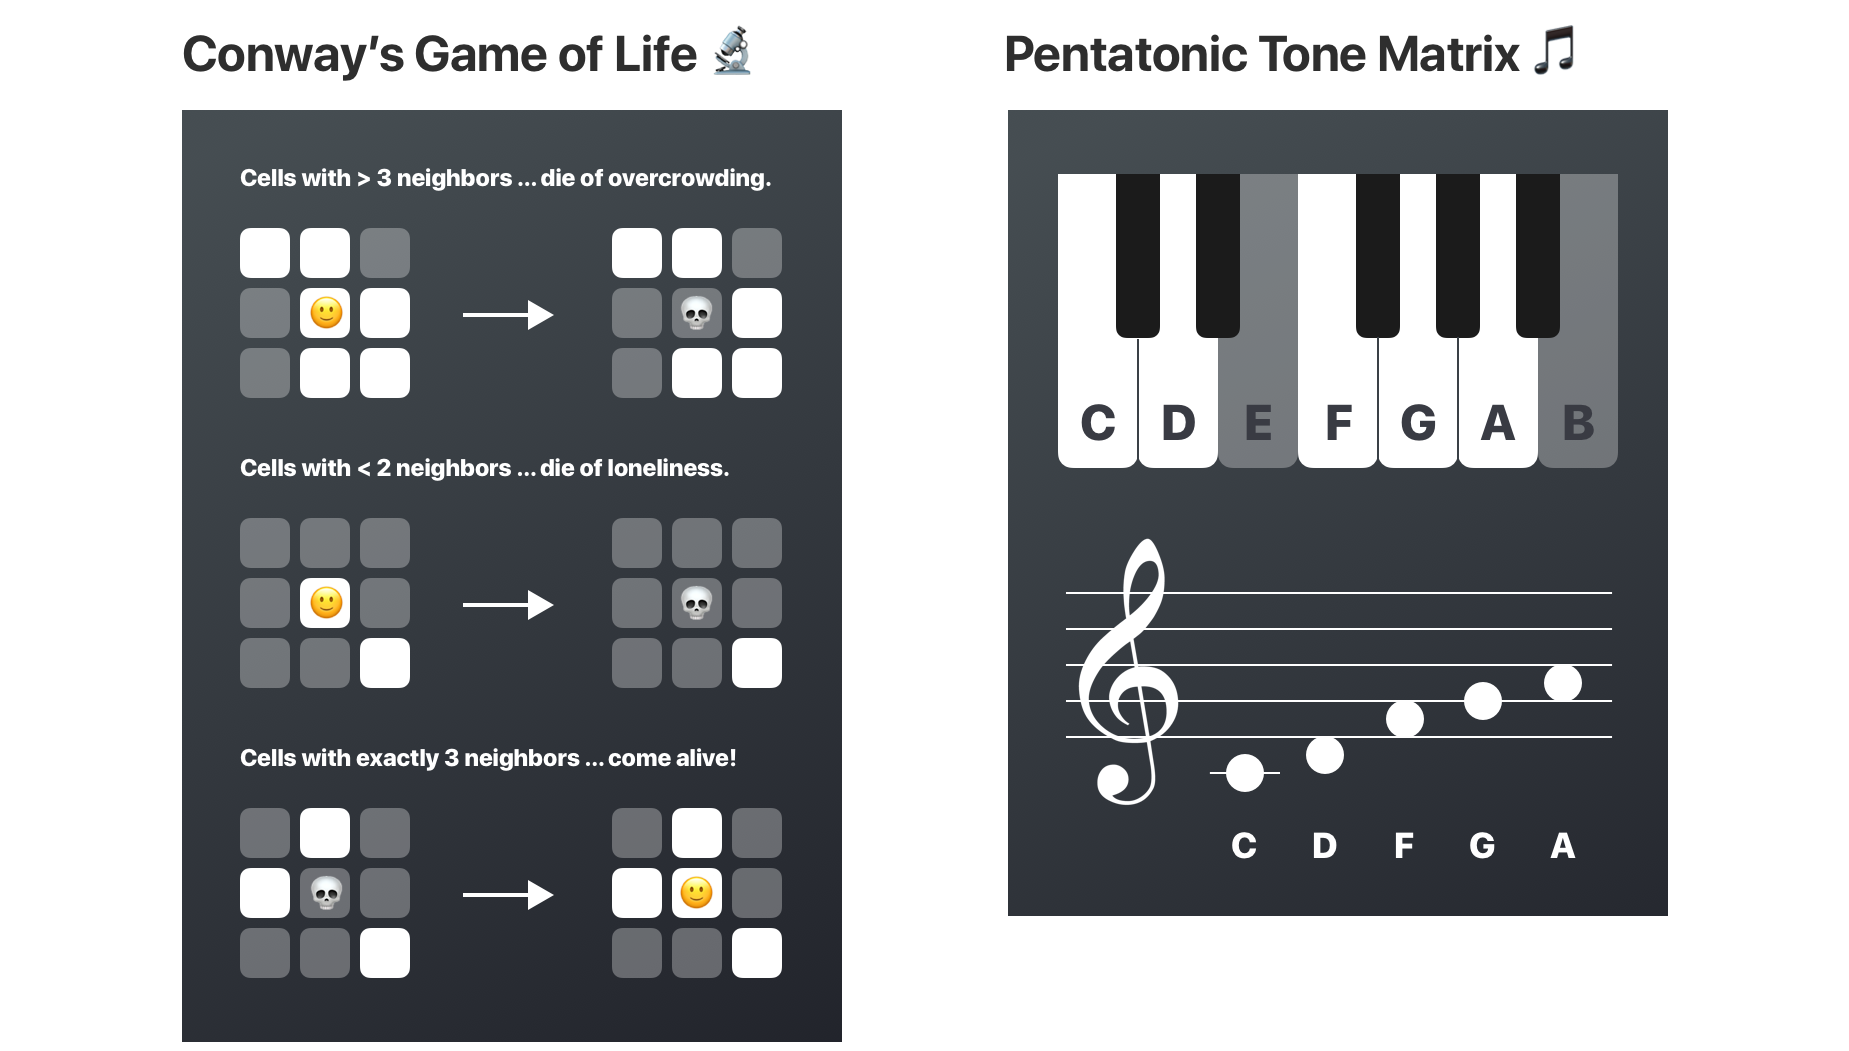 Conway’s Game of Life 🔬
Cells with > 3 neighbors ... die of overcrowding.
Cells with < 2 neighbors ... die of loneliness.
Cells with exactly 3 neighbors ... come alive!
Pentatonic Tone Matrix 🎵
C D E F G A B
C D F G A